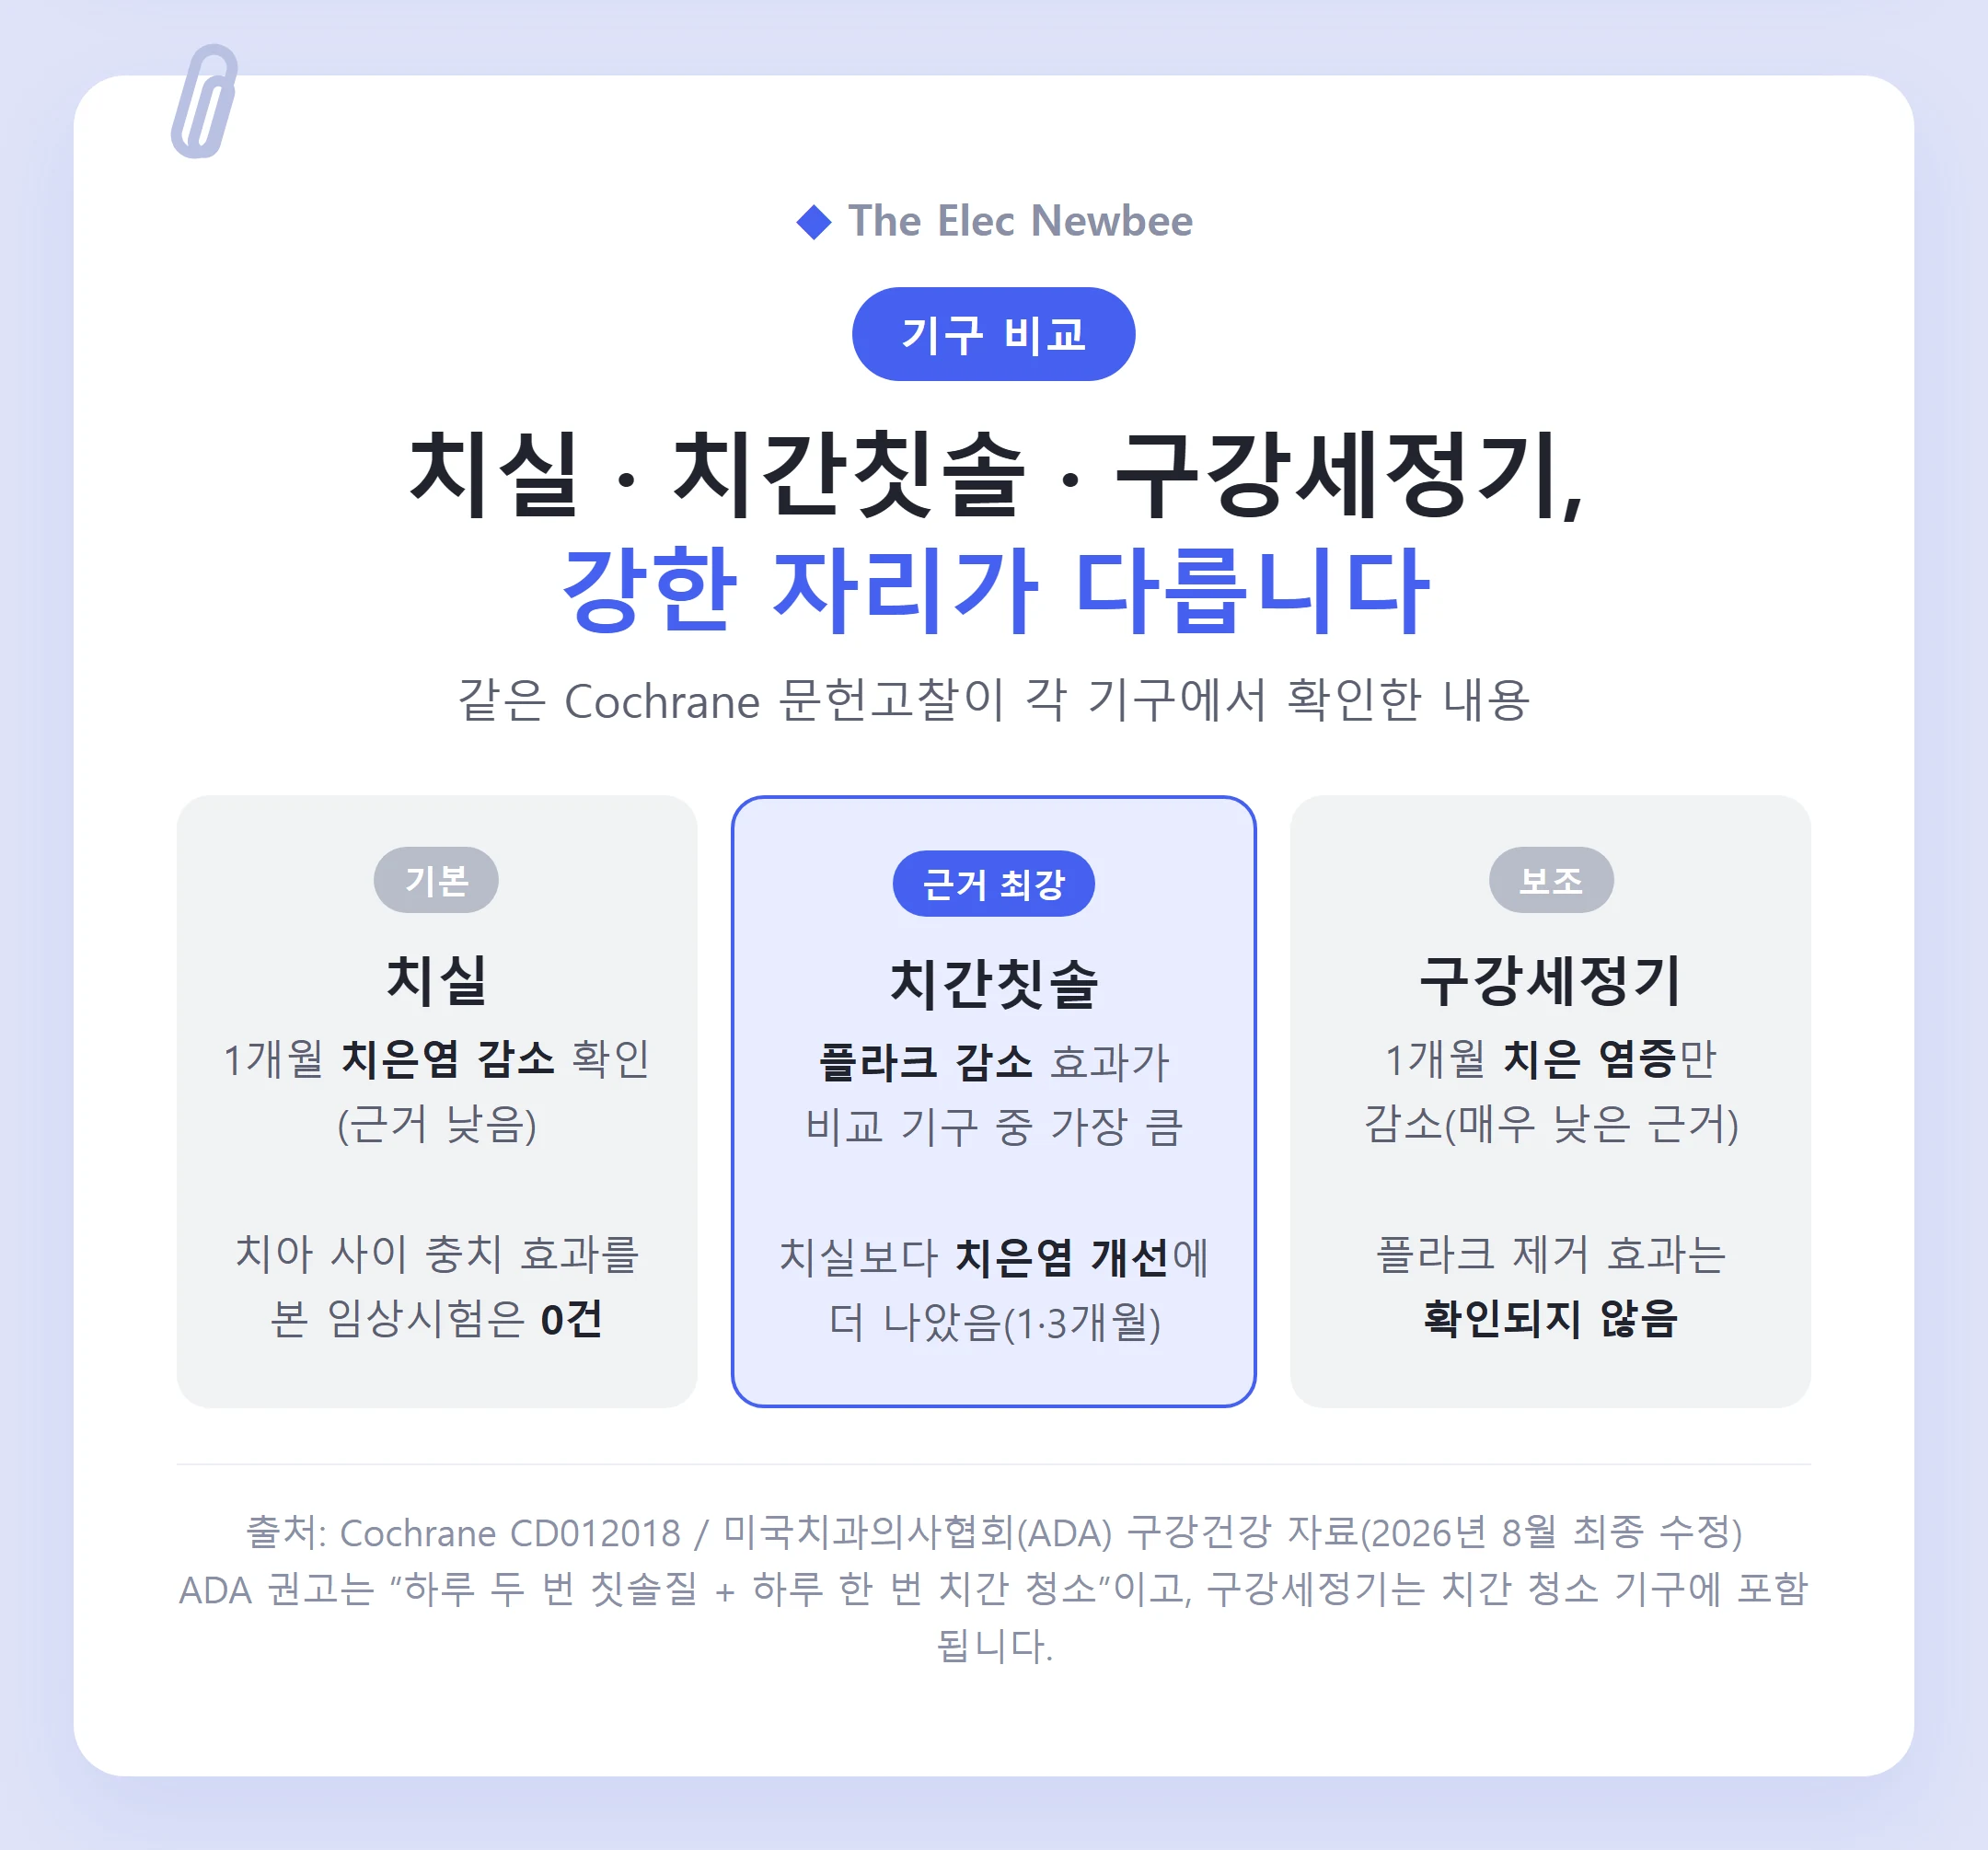 The Elec Newbee
기구 비교
치실 · 치간칫솔 · 구강세정기,
강한 자리가 다릅니다
같은 Cochrane 문헌고찰이 각 기구에서 확인한 내용
기본
치실
1개월 치은염 감소 확인
(근거 낮음)
치아 사이 충치 효과를
본 임상시험은 0건
근거 최강
치간칫솔
플라크 감소 효과가
비교 기구 중 가장 큼
치실보다 치은염 개선에
더 나았음(1·3개월)
보조
구강세정기
1개월 치은 염증만
감소(매우 낮은 근거)
플라크 제거 효과는
확인되지 않음
출처: Cochrane CD012018 / 미국치과의사협회(ADA) 구강건강 자료(2026년 8월 최종 수정)
ADA 권고는 “하루 두 번 칫솔질 + 하루 한 번 치간 청소”이고, 구강세정기는 치간 청소 기구에 포함
됩니다.